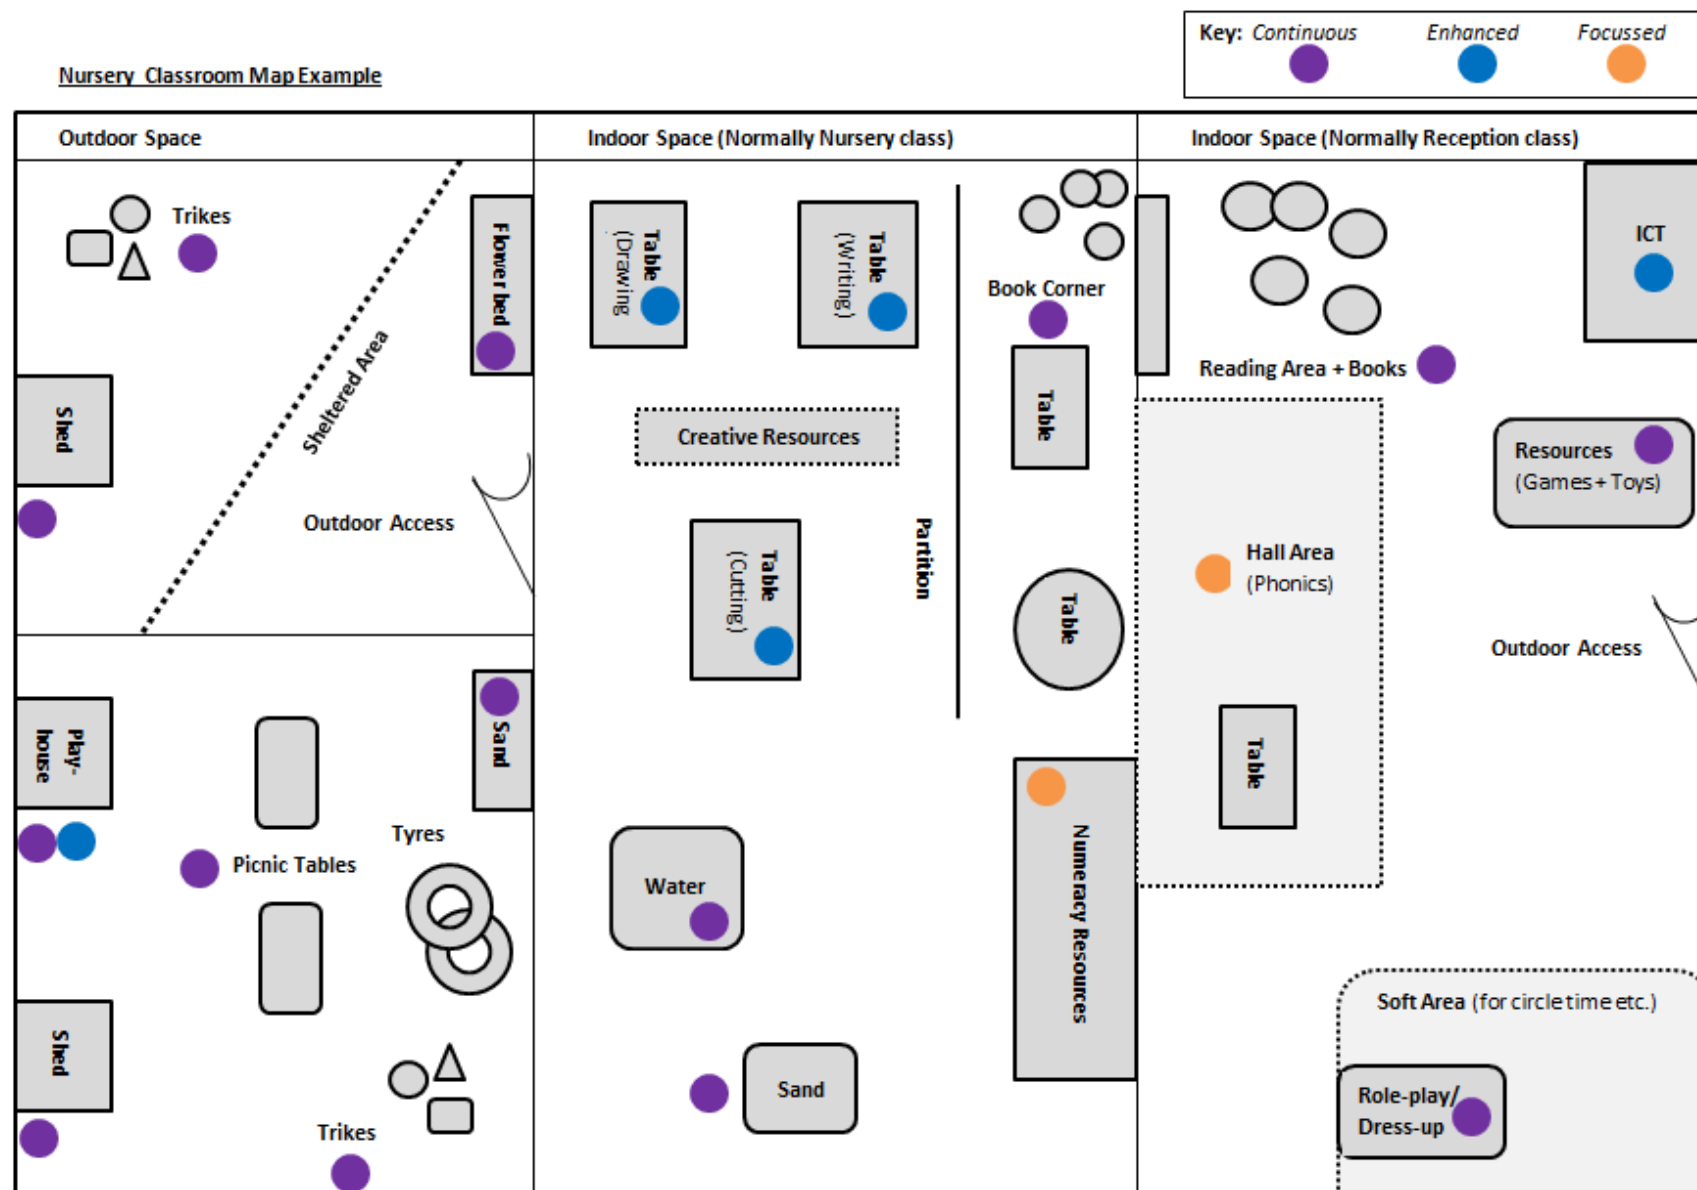 Key: Continuous Enhanced Focussed
Nursery Classroom Map Example
Outdoor Space
Indoor Space (Normally Nursery class)
Indoor Space (Normally Reception class)
Trikes
Flower bed
Sheltered Area
Shed
Outdoor Access
Play-
house
Sand
Tyres
Picnic Tables
Shed
Trikes
Table
(Drawing
Table
(Writing)
Creative Resources
Table
(Cutting)
Partition
Book Corner
Table
Table
Water
Sand
Numeracy Resources
ICT
Reading Area + Books
Resources
(Games + Toys)
Hall Area
(Phonics)
Outdoor Access
Table
Soft Area (for circle time etc.)
Role-play/
Dress-up